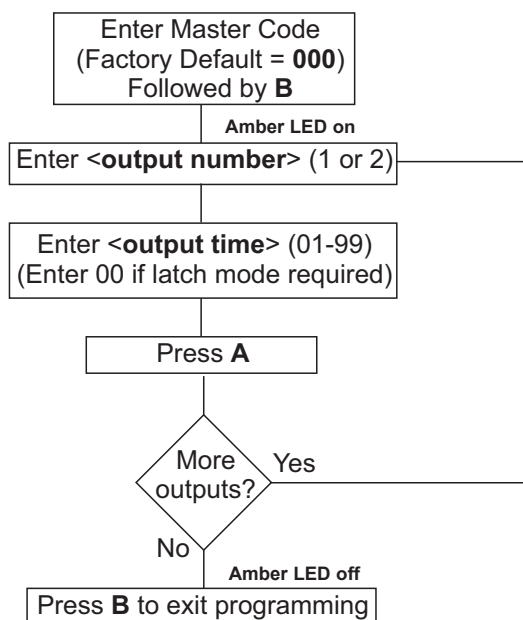 Enter Master Code
(Factory Default = 000)
Followed by B
Amber LED on
Enter <output number> (1 or 2)
Enter <output time> (01-99)
(Enter 00 if latch mode required)
Press A
More
outputs?
Yes
No
Amber LED off
Press B to exit programming